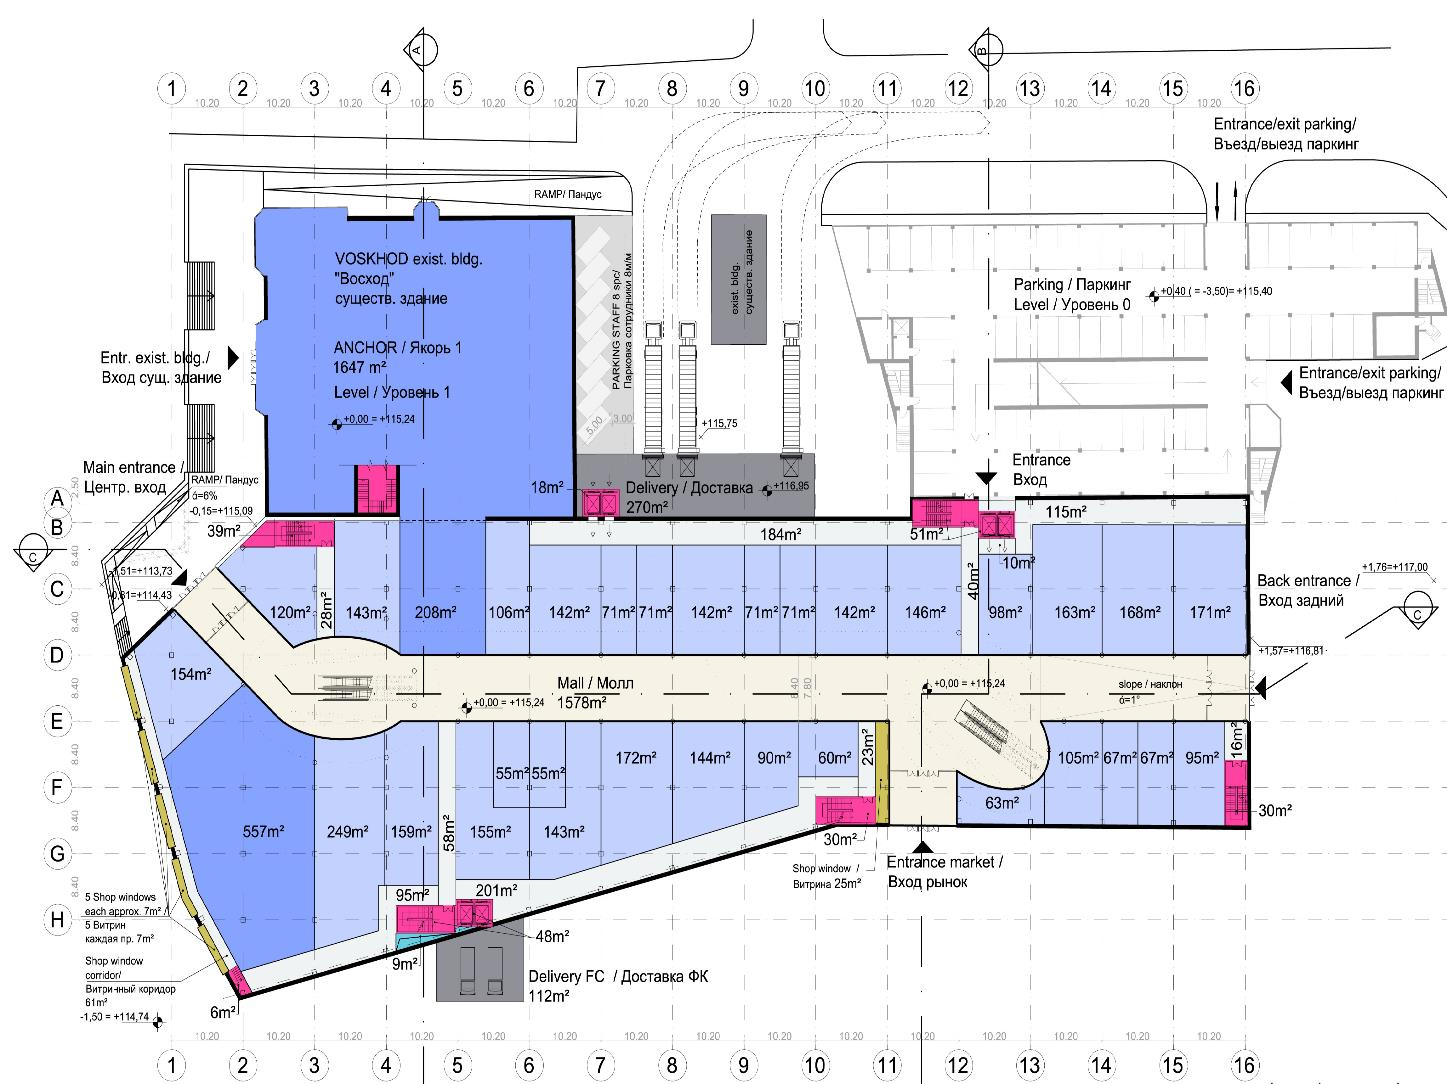 A
B
1 2 3 4 5 6 7 8 9 10 11 12 13 14 15 16
10.20 10.20 10.20 10.20 10.20 10.20 10.20 10.20 10.20 10.20 10.20 10.20 10.20 10.20 10.20
Entrance/exit parking/
Въезд/выезд паркинг
RAMP/ Пандус
VOSKHOD exist. bldg.
"Восход"
существ. здание
ANCHOR / Якорь 1
1647 m²
Level / Уровень 1
+0,00 = +115,24
PARKING STAFF 8 spc/
Парковка сотрудники 8м/м
5.00
3.00
exist. bldg.
существ. здание
+115,75
Parking / Паркинг
Level / Уровень 0
+0,40 ( = -3,50)= +115,40
Entr. exist. bldg./
Вход сущ. здание
Entrance/exit parking/
Въезд/выезд паркинг
Main entrance /
Центр. вход
RAMP/ Пандус
á=6%
-0,15=+115,09
39m²
18m²
Delivery / Доставка
270m²
+116,95
Entrance
Вход
A
2.50
B
184m²
51m²
115m²
10m²
C
8.40
C
-1,51=+113,73
-0,81=+114,43
120m²
28m²
143m²
208m²
106m²
142m²
71m²
71m²
142m²
71m²
71m²
142m²
146m²
40m²
98m²
163m²
168m²
171m²
Back entrance /
Вход задний
+1,76=+117,00
C
+1,57=+116,81
8.40
D
154m²
Mall / Молл
1578m²
+0,00 = +115,24
8.40
7.80
+0,00 = +115,24
slope / наклон
á=1°
8.40
E
557m²
249m²
159m²
58m²
55m²
55m²
155m²
143m²
172m²
144m²
90m²
60m²
23m²
63m²
105m²
67m²
67m²
95m²
16m²
8.40
F
30m²
30m²
8.40
G
Shop window /
Витрина 25m²
Entrance market /
Вход рынок
8.40
H
95m²
201m²
48m²
9m²
6m²
5 Shop windows
each approx. 7m² /
5 Витрин
каждая пр. 7m²
Shop window
corridor/
Витринный коридор
61m²
-1,50 = +114,74
Delivery FC / Доставка ФК
112m²
10.20 10.20 10.20 10.20 10.20 10.20 10.20 10.20 10.20 10.20 10.20 10.20 10.20 10.20 10.20
1 2 3 4 5 6 7 8 9 10 11 12 13 14 15 16